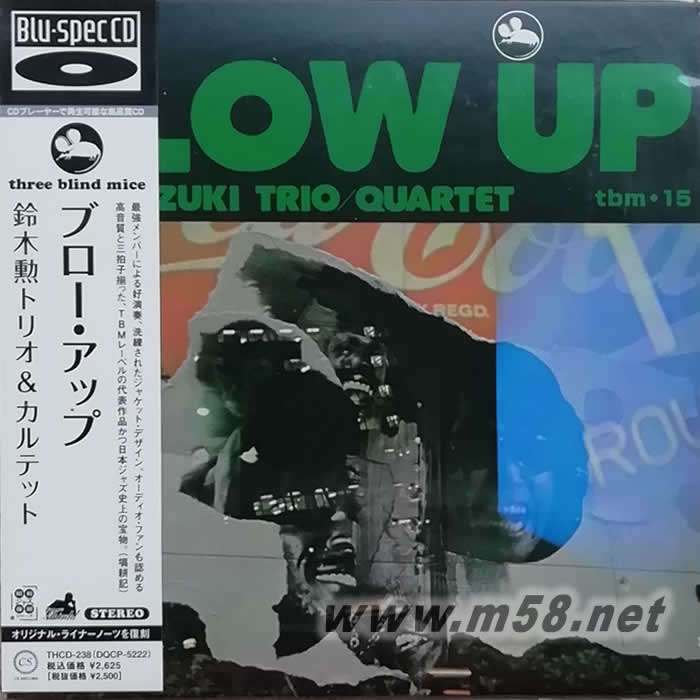 Blu-specCD
CDプレーヤーで再生可能な高品質CD
three blind mice
ブロー・アップ
鈴木勲トリオ&カルテット
最強メンバーによる好演奏、洗練されたジャケット・デザイン、オーディオ・ファンも認める
高音質と三拍子揃った、TBMレーベルの代表作品かつ日本ジャズ史上の宝物。(塙耕記)
STEREO
オリジナル・ライナーノーツを復刻
THCD-238(DQCP-5222)
税込価格 ¥2,625
[税抜価格 ¥2,500]
LOW UP
ZUKI TRIO/QUARTET
tbm・15
REGD.
ROU
www.m58.net